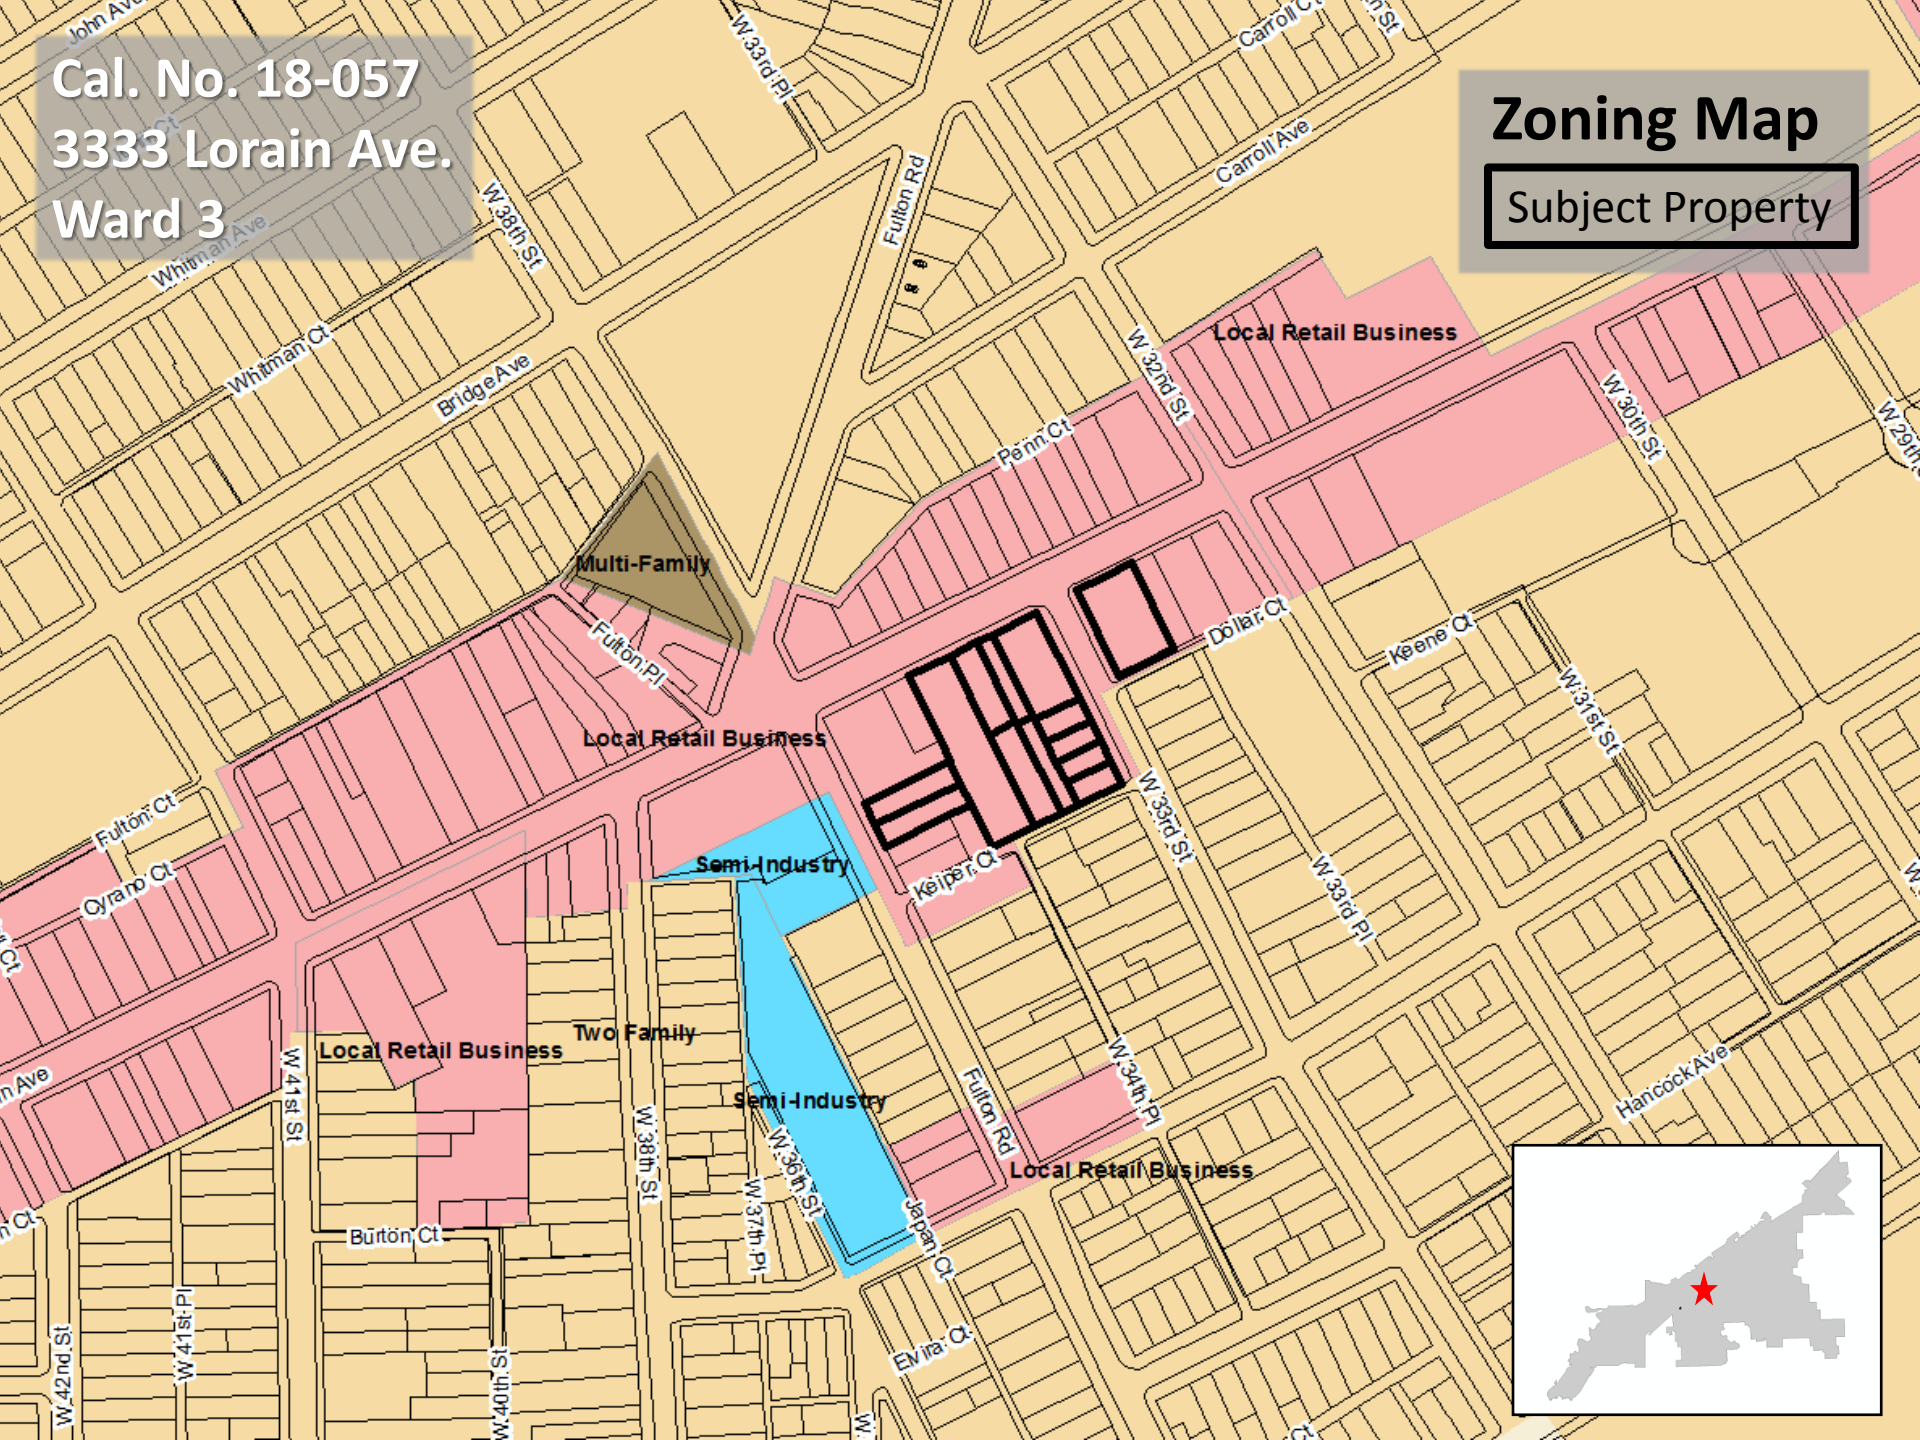 John Ave
W.33rd.Pl
Carroll Ct
Cal. No. 18-057
3333 Lorain Ave.
Ward 3
Zoning Map
Subject Property
Carroll Ave
Fulton Rd
W.38th St
Whitman Ave
Local Retail Business
W.32nd St
W.30th St
W.29th
Whitman Ct
Bridge Ave
Penn Ct
Multi-Family
Fulton.Pl
Dollar Ct
Keene Ct
W.31st St
Local Retail Business
W.33rd St
Fulton Ct
Cyrano Ct
Semi-Industry
Keiper Ct
W.33rd Pl
Two Family
Local Retail Business
W 41st St
W.34th Pl
Hancock Ave
Semi-Industry
Fulton Rd
W.38th St
W.36th St
W.37th Pl
Local Retail Business
Japan Ct
Burton Ct
W 41st Pl
W 42nd St
W.40th St
Elvira Ct